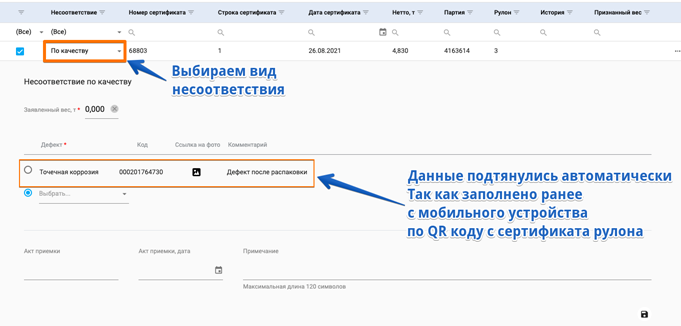 Несоответствие Номер сертификата Строка сертификата Дата сертификата Нетто, т Партия Рулон История Признанный вес
(Все) (Все)
По качеству 68803 1 26.08.2021 4,830 4163614 3
Выбираем вид
несоответствия
Несоответствие по качеству
Заявленный вес, т * 0,000
Дефект * Код Ссылка на фото Комментарий
Точечная коррозия 000201764730 Дефект после распаковки
Выбрать...
Данные подтянулись автоматически
Так как заполнено ранее
с мобильного устройства
по QR коду с сертификата рулона
Акт приемки Акт приемки, дата Примечание
Максимальная длина 120 символов